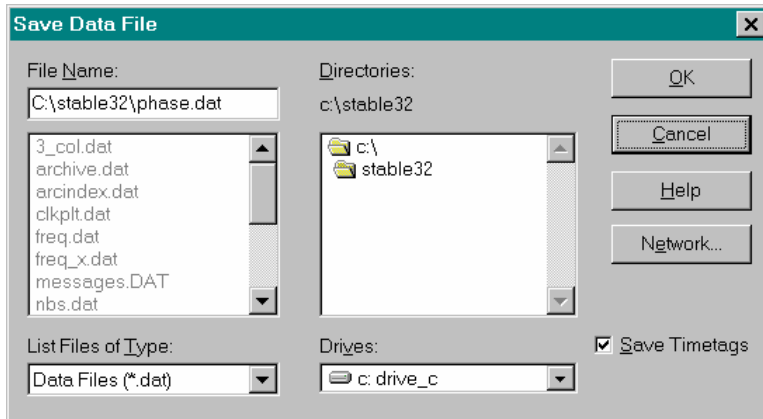 Save Data File
File Name:
C:\stable32\phase.dat
3_col.dat
archive.dat
arcindex.dat
clkplt.dat
freq.dat
freq_x.dat
messages.DAT
nbs.dat
List Files of Type:
Data Files (*.dat)
Directories:
c:\stable32
c:\
stable32
Drives:
c: drive_c
OK
Cancel
Help
Network...
Save Timetags